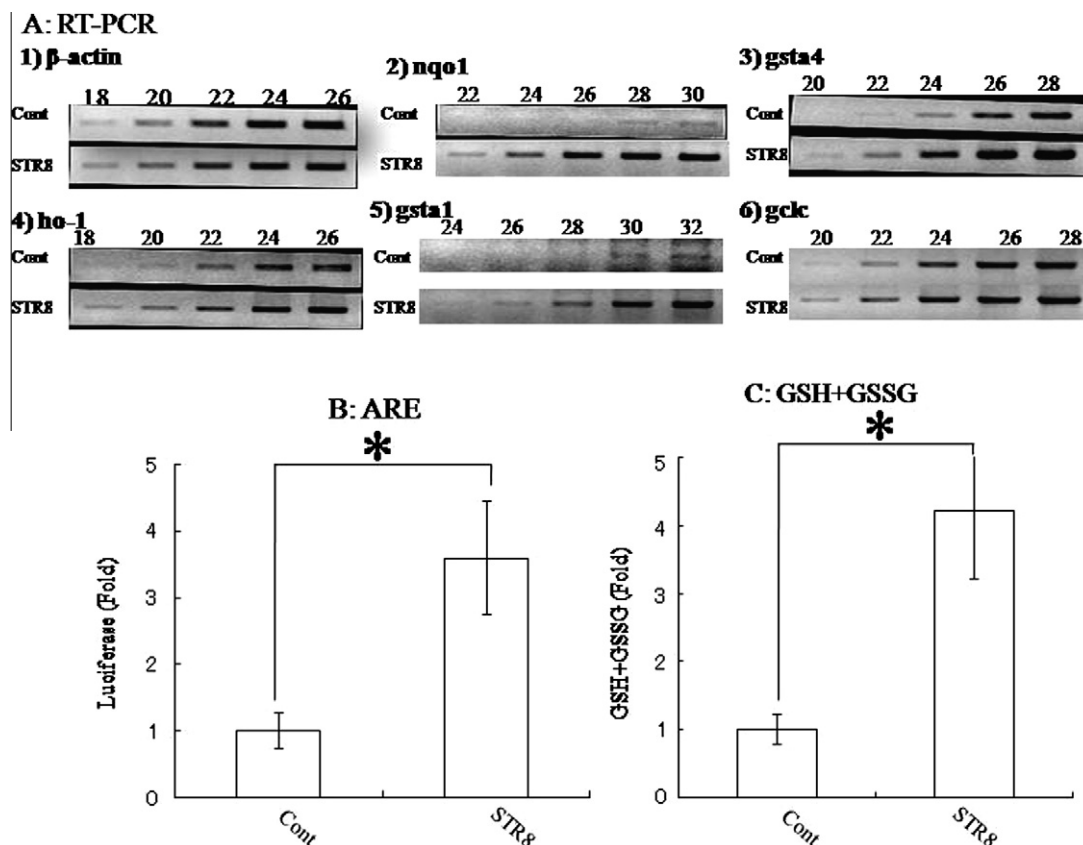 A: RT-PCR
1) β-actin
18 20 22 24 26
Cont
STR8
2) nqo1
22 24 26 28 30
Cont
STR8
3) gsta4
20 22 24 26 28
Cont
STR8
4) ho-1
18 20 22 24 26
Cont
STR8
5) gsta1
24 26 28 30 32
Cont
STR8
6) gclc
20 22 24 26 28
Cont
STR8
B: ARE
*
5
4
3
2
1
0
Luciferase (Fold)
Cont STR8
C: GSH+GSSG
*
5
4
3
2
1
0
GSH+GSSG (Fold)
Cont STR8